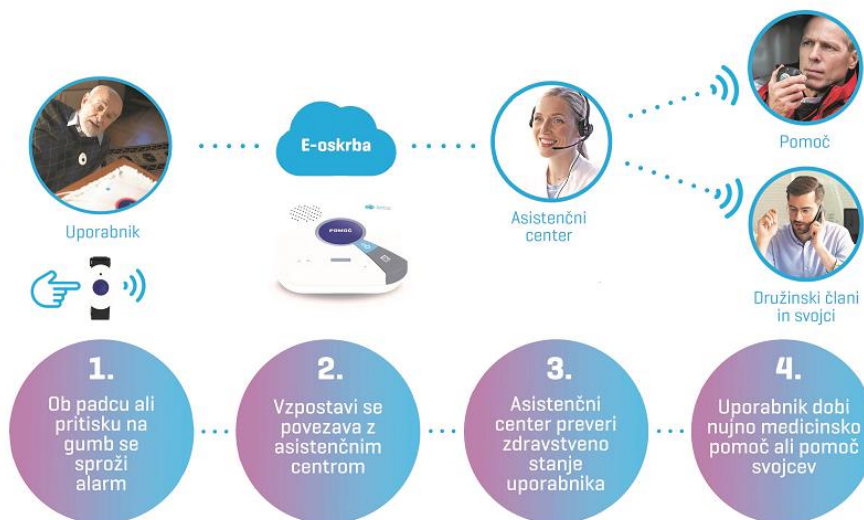 E-oskrba
POMOČ
Uporabnik
Asistenčni
center
Pomoč
Družinski člani
in svojci
1.
Ob padcu ali
pritisku na
gumb se
sproži
alarm
2.
Vzpostavi se
povezava z
asistenčnim
centrom
3.
Asistenčni
center preveri
zdravstveno
stanje
uporabnika
4.
Uporabnik dobi
nujno medicinsko
pomoč ali pomoč
svojcev